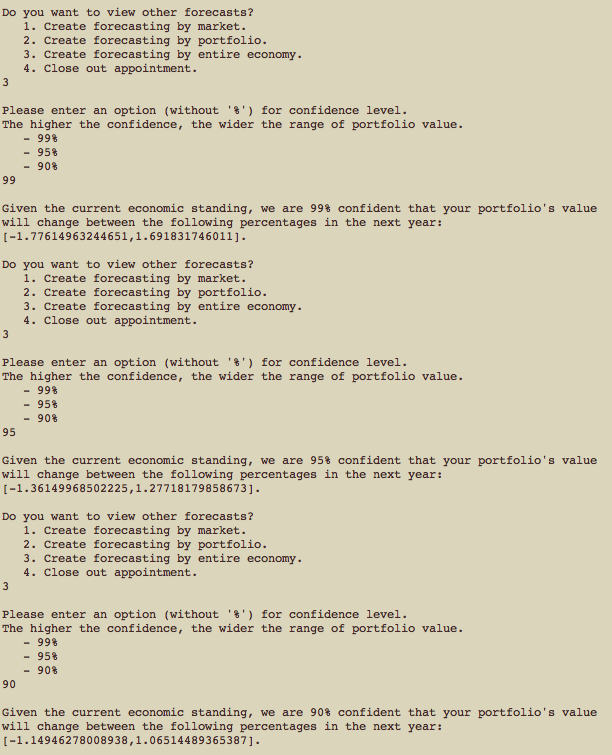 Do you want to view other forecasts?
1. Create forecasting by market.
2. Create forecasting by portfolio.
3. Create forecasting by entire economy.
4. Close out appointment.
3
Please enter an option (without '%') for confidence level.
The higher the confidence, the wider the range of portfolio value.
- 99%
- 95%
- 90%
99
Given the current economic standing, we are 99% confident that your portfolio's value
will change between the following percentages in the next year:
[-1.77614963244651,1.691831746011].
Do you want to view other forecasts?
1. Create forecasting by market.
2. Create forecasting by portfolio.
3. Create forecasting by entire economy.
4. Close out appointment.
3
Please enter an option (without '%') for confidence level.
The higher the confidence, the wider the range of portfolio value.
- 99%
- 95%
- 90%
95
Given the current economic standing, we are 95% confident that your portfolio's value
will change between the following percentages in the next year:
[-1.36149968502225,1.27718179858673].
Do you want to view other forecasts?
1. Create forecasting by market.
2. Create forecasting by portfolio.
3. Create forecasting by entire economy.
4. Close out appointment.
3
Please enter an option (without '%') for confidence level.
The higher the confidence, the wider the range of portfolio value.
- 99%
- 95%
- 90%
90
Given the current economic standing, we are 90% confident that your portfolio's value
will change between the following percentages in the next year:
[-1.14946278008938,1.06514489365387].